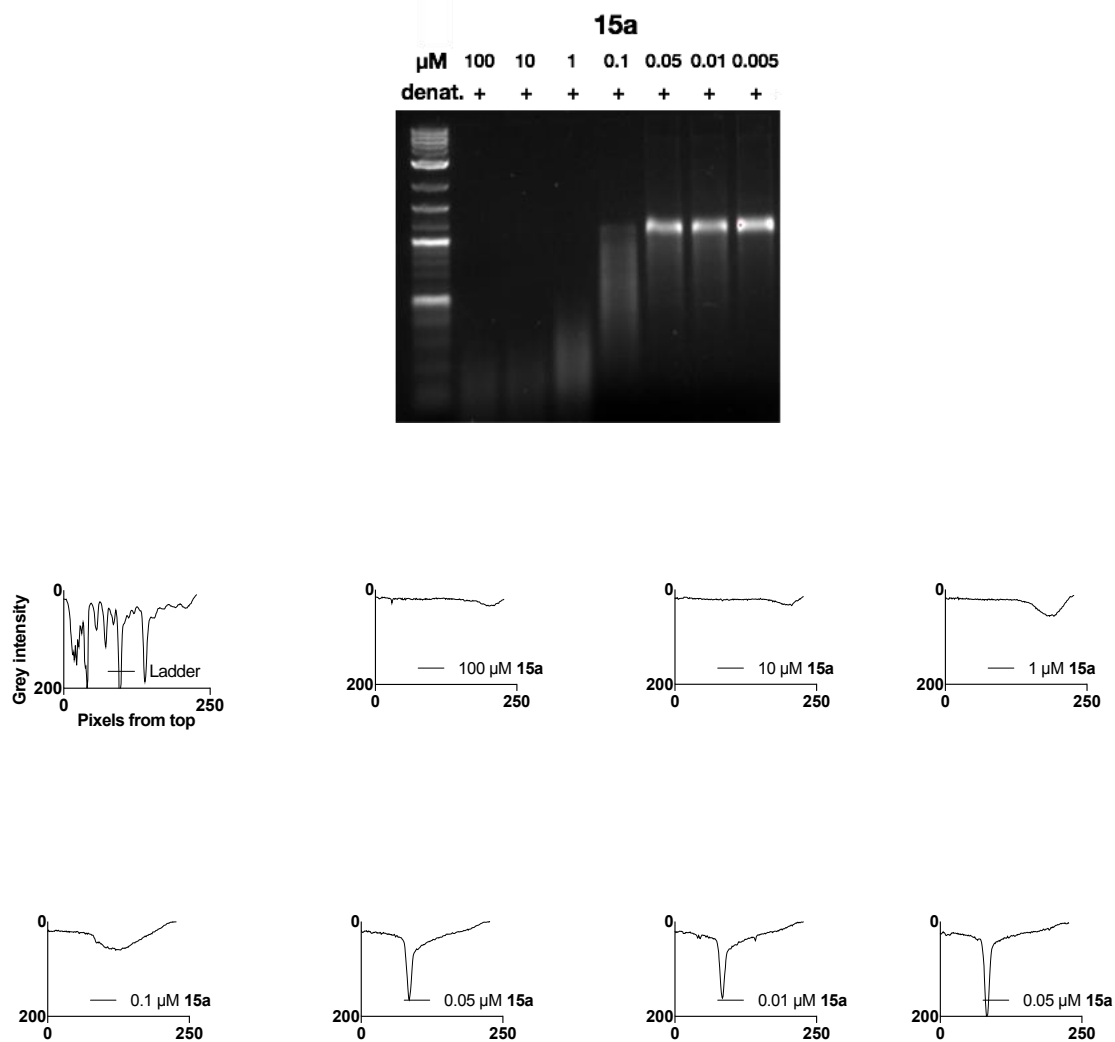 15a
µM 100 10 1 0.1 0.05 0.01 0.005
denat. + + + + + + +
0
200
0
250
Grey intensity
Pixels from top
Ladder
0
200
0
250
100 µM 15a
0
200
0
250
10 µM 15a
0
200
0
250
1 µM 15a
0
200
0
250
0.1 µM 15a
0
200
0
250
0.05 µM 15a
0
200
0
250
0.01 µM 15a
0
200
0
250
0.05 µM 15a